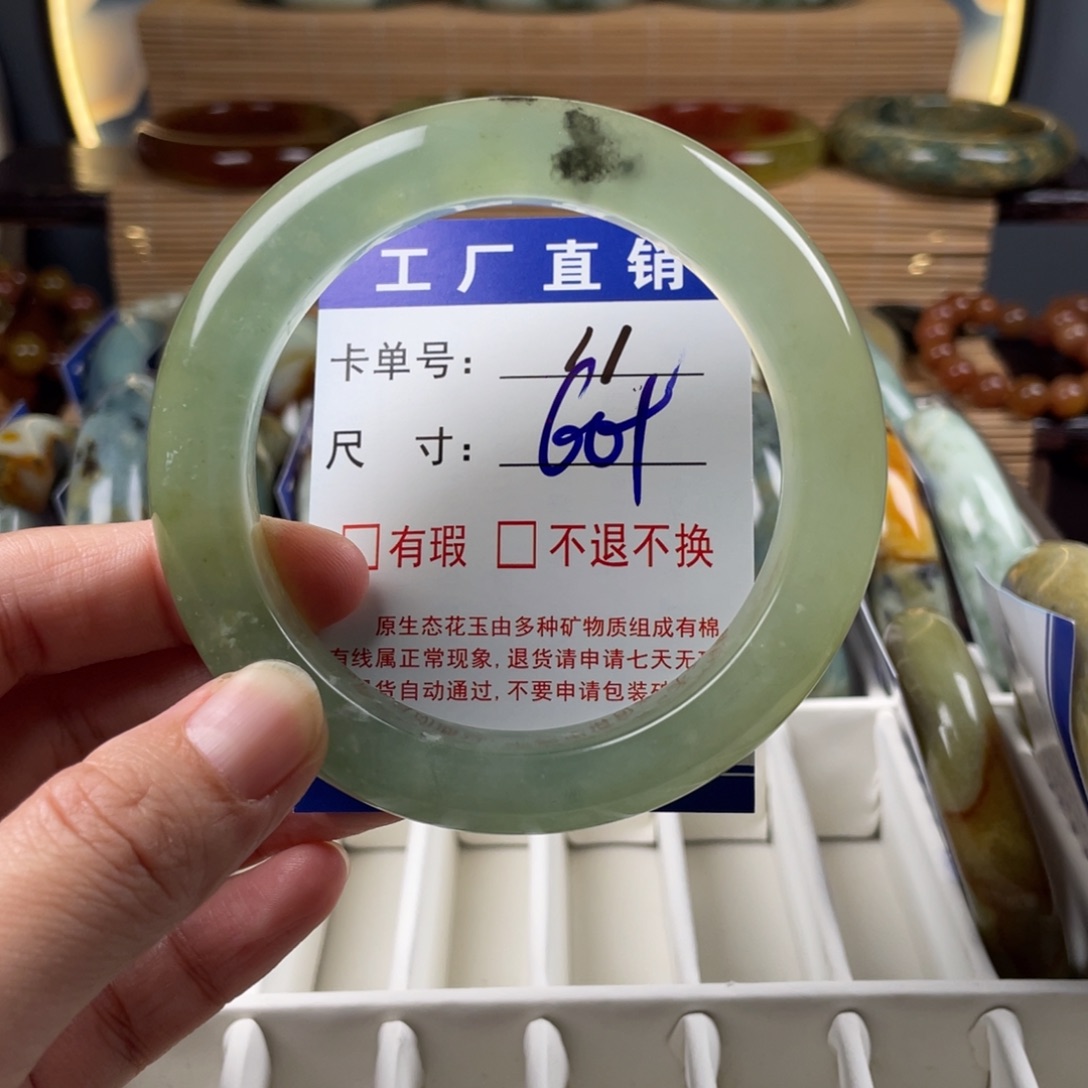 工厂直销
卡单号: 11
尺 寸: 60+
有瑕 不退不换
原生态花玉由多种矿物质组成有棉
有线属正常现象,退货请申请七天无
货自动通过,不要申请包装